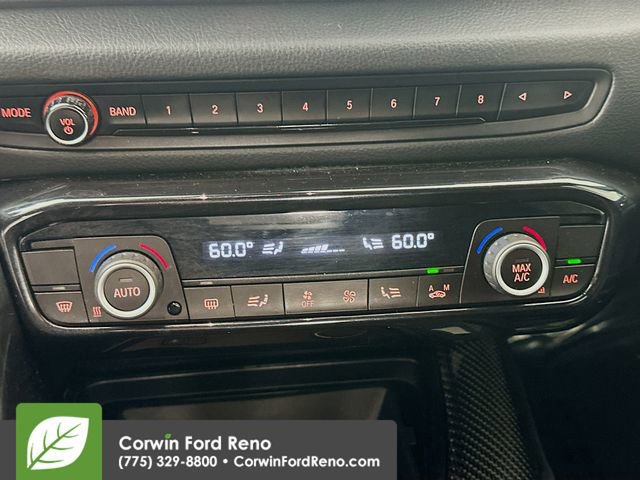 MODE VOL BAND 1 2 3 4 5 6 7 8
60.0° 60.0°
AUTO MAX A/C A/C
OFF A M
Corwin Ford Reno
(775) 329-8800 • CorwinFordReno.com